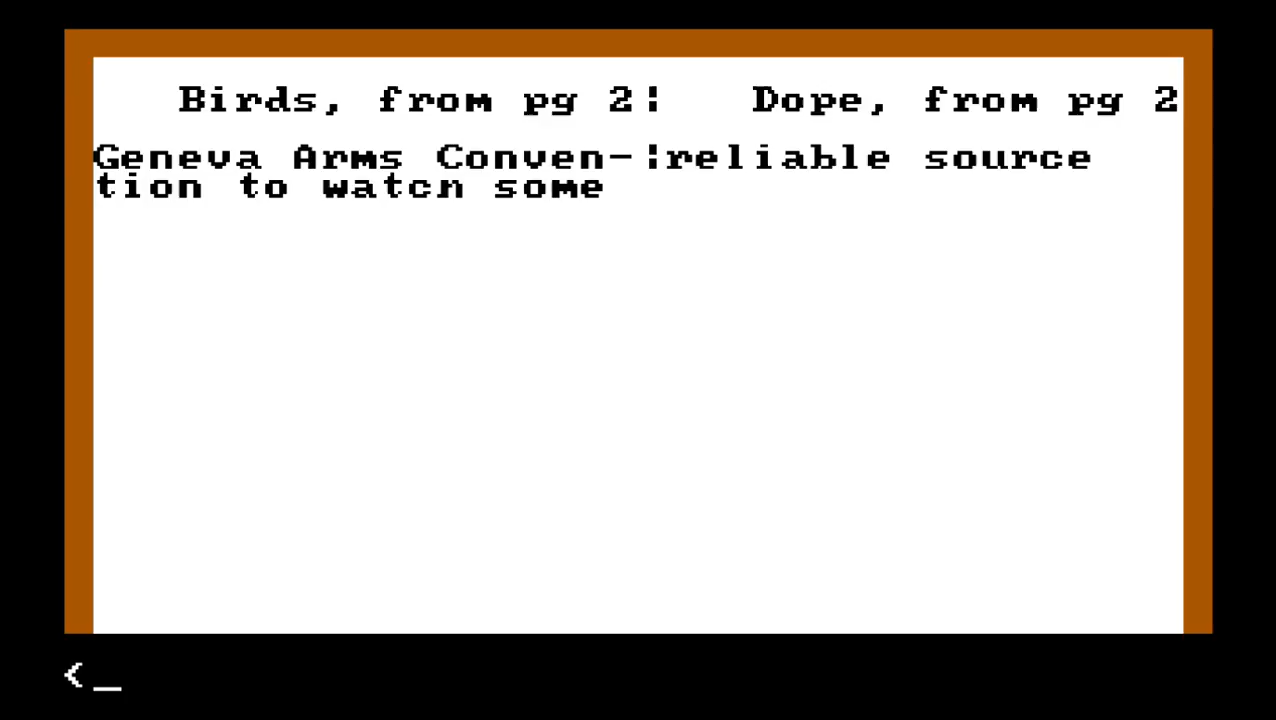 Birds, from pg 2¦ Dope, from pg 2
Geneva Arms Conven-¦reliable source
tion to watch some
<_